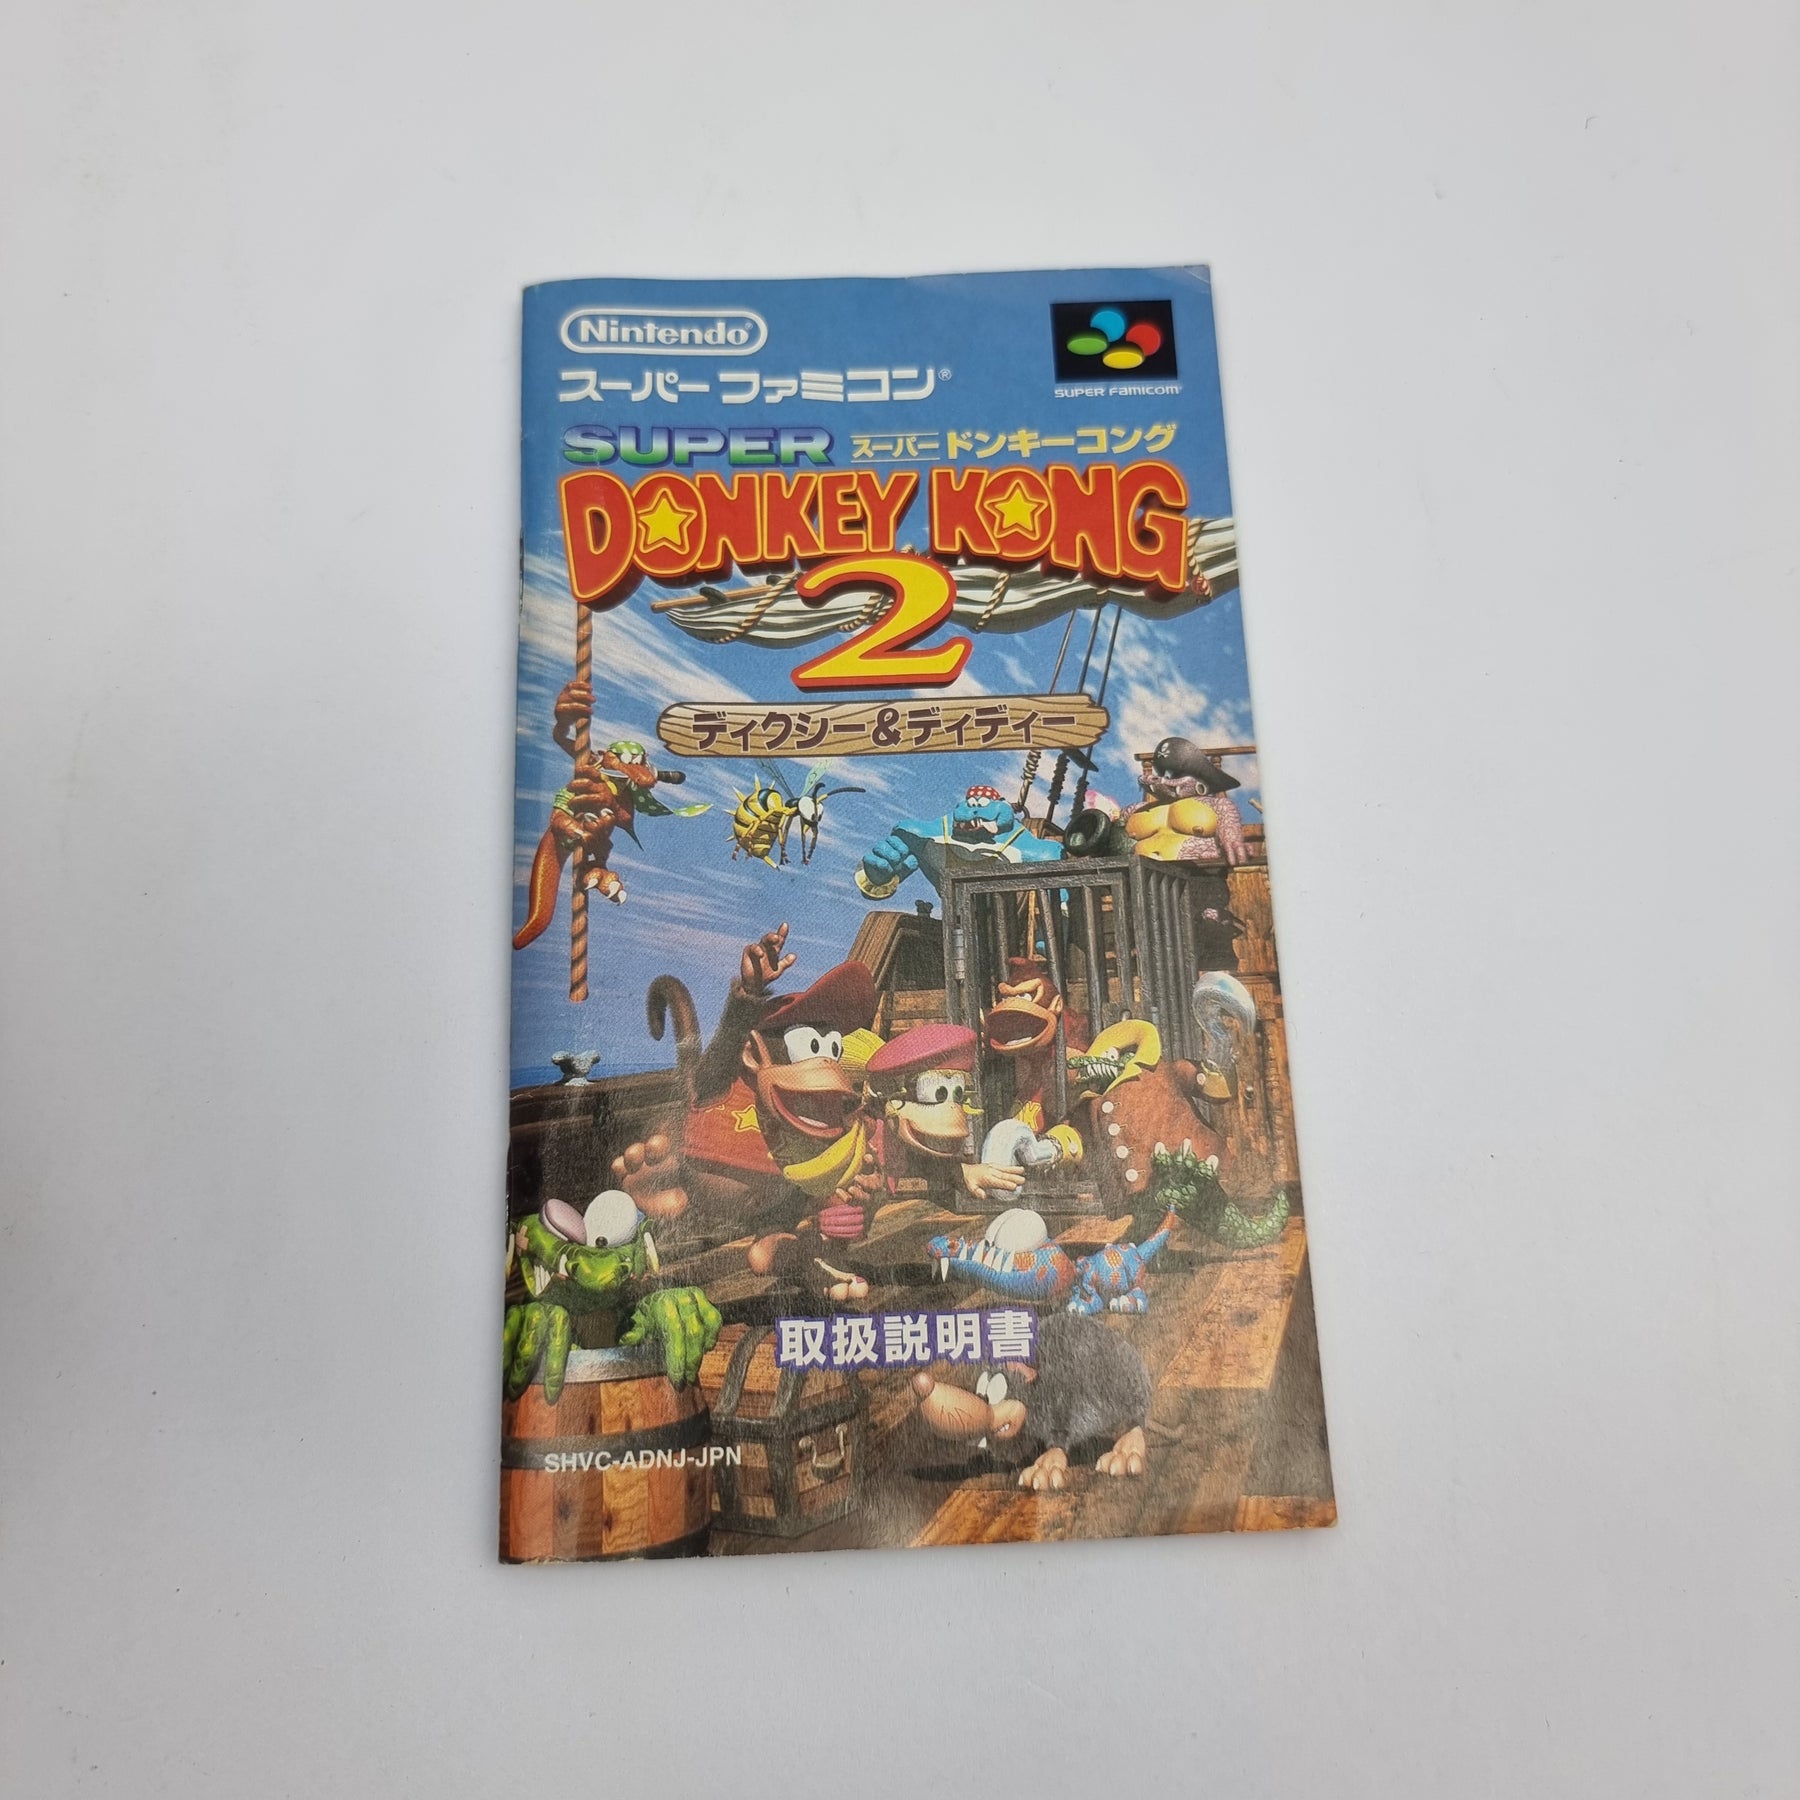 Nintendo®
スーパーファミコン®
SUPER FAMICOM®
SUPER スーパードンキーコング
DONKEY KONG
2
ディクシー&ディディー
取扱説明書
SHVC-ADNJ-JPN